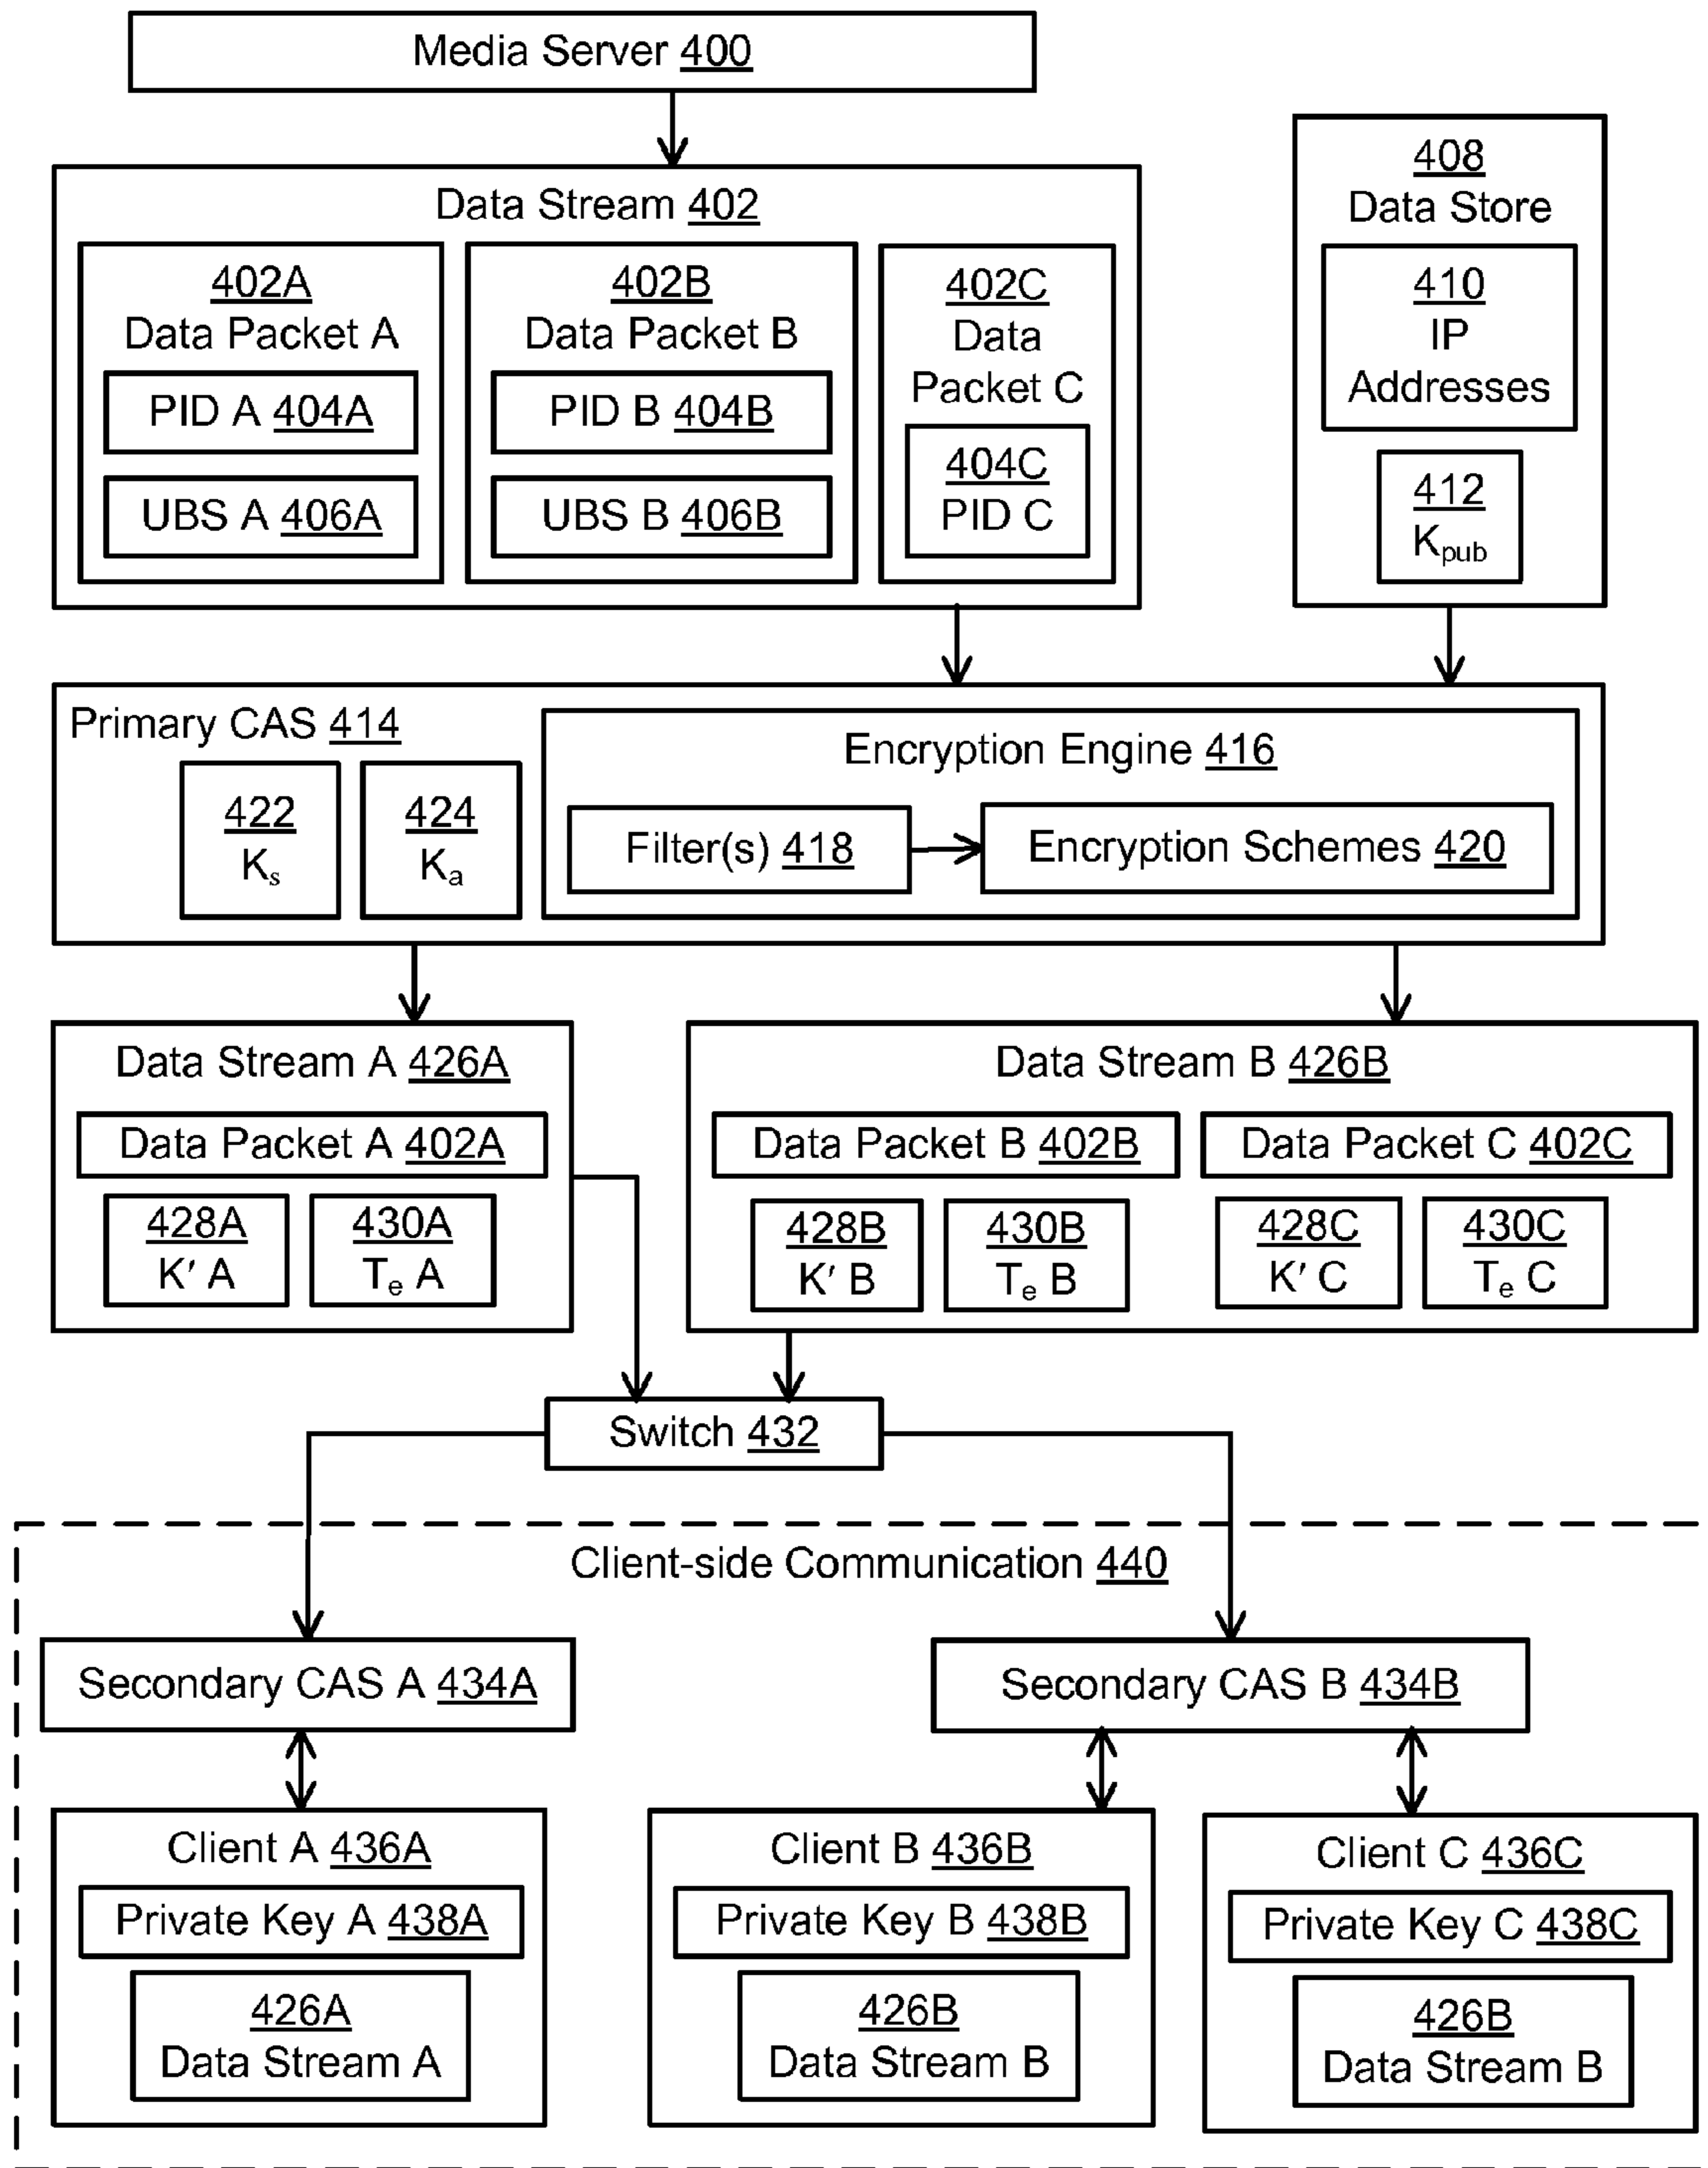 Media Server 400
Data Stream 402
402A
Data Packet A
PID A 404A
UBS A 406A
402B
Data Packet B
PID B 404B
UBS B 406B
402C
Data
Packet C
404C
PID C
408
Data Store
410
IP
Addresses
412
Kpub
Primary CAS 414
422
Ks
424
Ka
Encryption Engine 416
Filter(s) 418
Encryption Schemes 420
Data Stream A 426A
Data Packet A 402A
428A
K′ A
430A
Te A
Data Stream B 426B
Data Packet B 402B
428B
K′ B
430B
Te B
Data Packet C 402C
428C
K′ C
430C
Te C
Switch 432
Client-side Communication 440
Secondary CAS A 434A
Secondary CAS B 434B
Client A 436A
Private Key A 438A
426A
Data Stream A
Client B 436B
Private Key B 438B
426B
Data Stream B
Client C 436C
Private Key C 438C
426B
Data Stream B